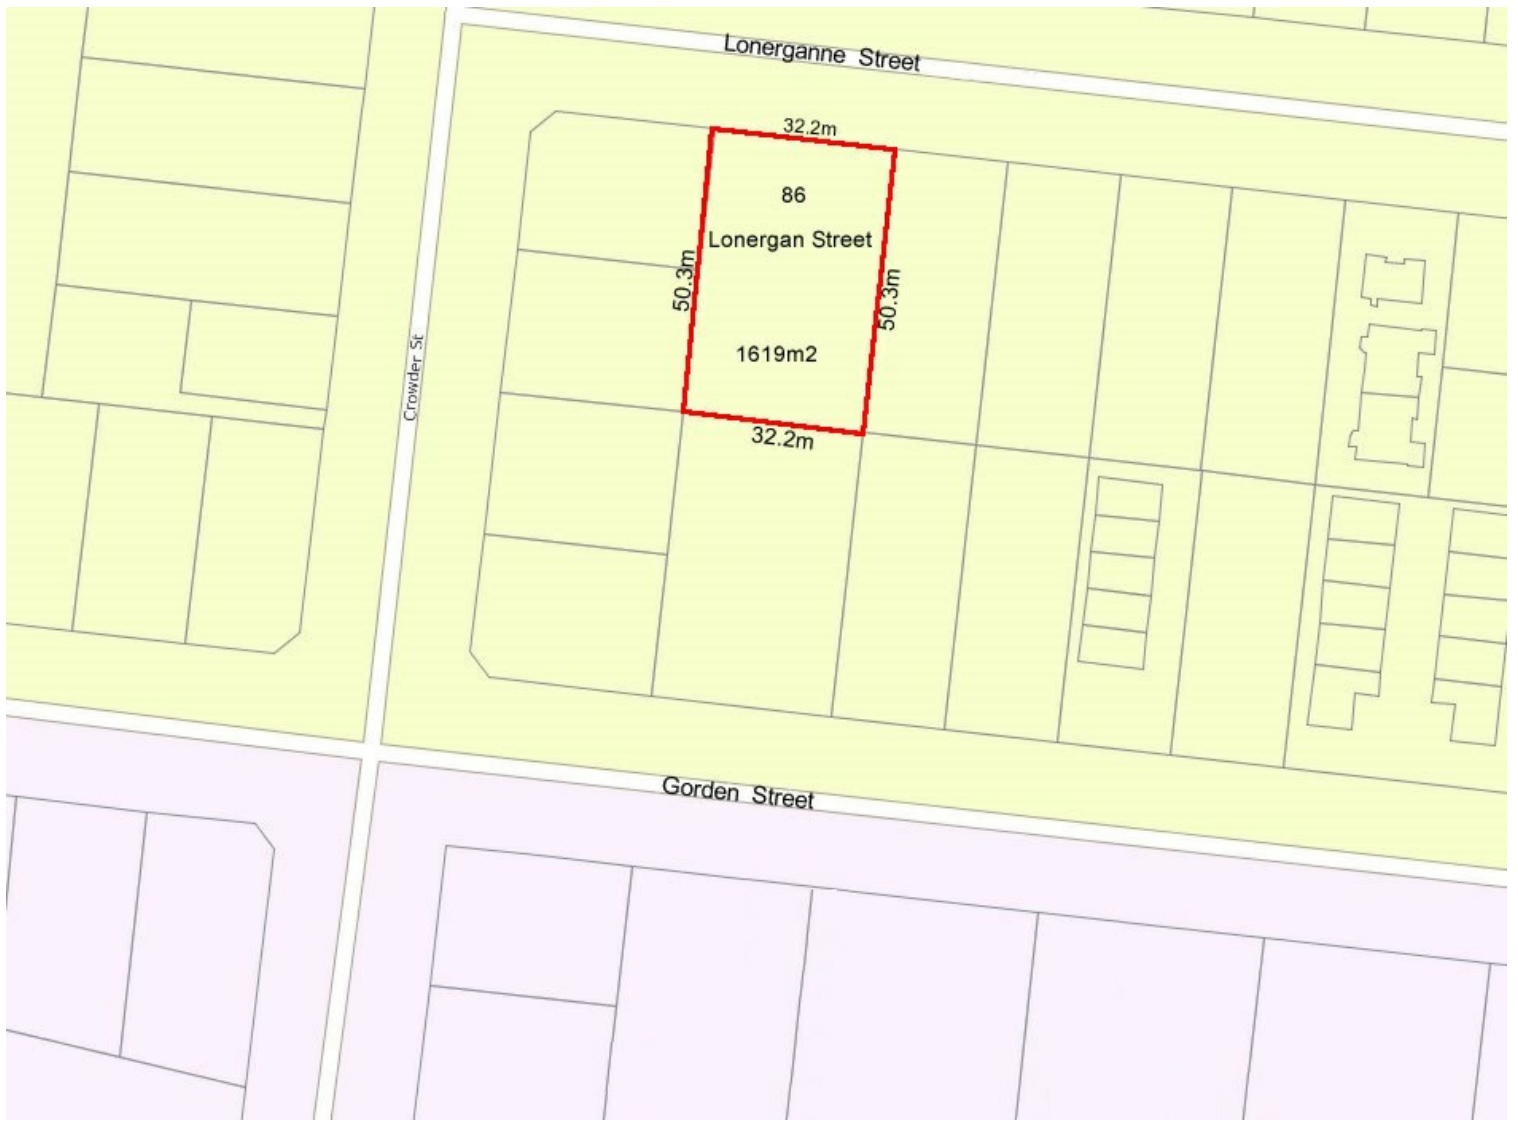 Lonerganne Street
32.2m
86
Lonergan Street
50.3m
50.3m
1619m2
Crowder St
32.2m
Gorden Street